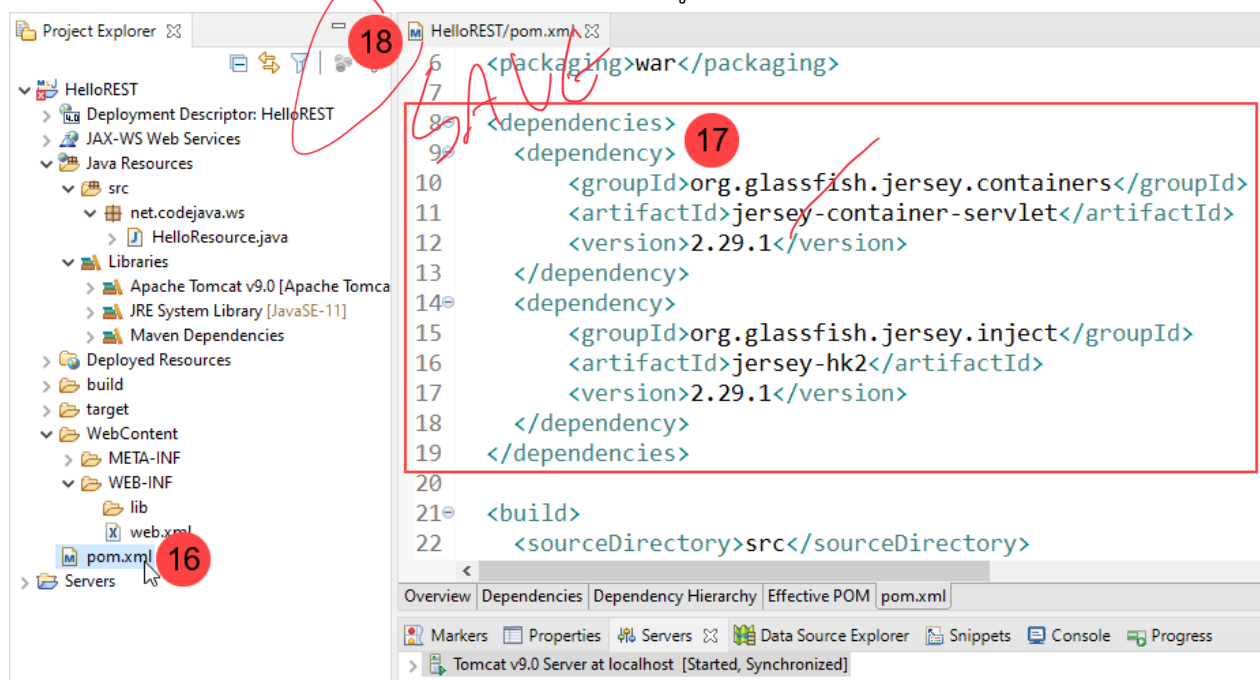 Project Explorer
18
HelloREST
Deployment Descriptor: HelloREST
JAX-WS Web Services
Java Resources
src
net.codejava.ws
HelloResource.java
Libraries
Apache Tomcat v9.0 [Apache Tomca
JRE System Library [JavaSE-11]
Maven Dependencies
Deployed Resources
build
target
WebContent
META-INF
WEB-INF
lib
web.xml
pom.xml
16
Servers
HelloREST/pom.xml
SAVE
6 <packaging>war</packaging>
7
8 <dependencies>
17
9 <dependency>
10 <groupId>org.glassfish.jersey.containers</groupId>
11 <artifactId>jersey-container-servlet</artifactId>
12 <version>2.29.1</version>
13 </dependency>
14 <dependency>
15 <groupId>org.glassfish.jersey.inject</groupId>
16 <artifactId>jersey-hk2</artifactId>
17 <version>2.29.1</version>
18 </dependency>
19 </dependencies>
20
21 <build>
22 <sourceDirectory>src</sourceDirectory>
Overview Dependencies Dependency Hierarchy Effective POM pom.xml
Markers Properties Servers Data Source Explorer Snippets Console Progress
Tomcat v9.0 Server at localhost [Started, Synchronized]